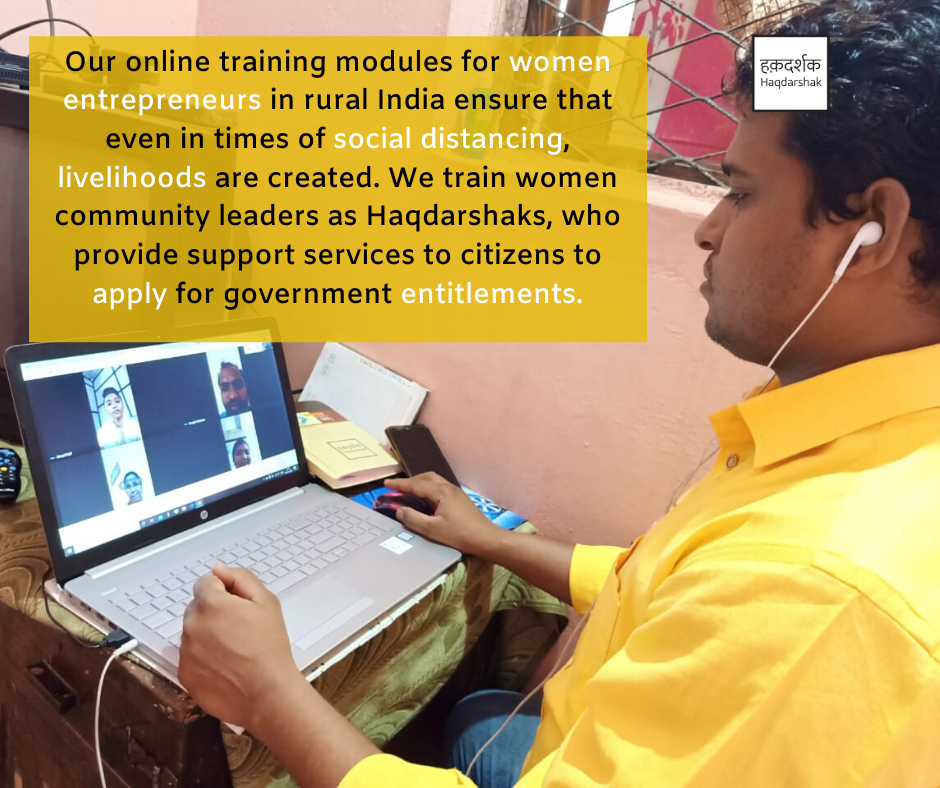 Our online training modules for women
entrepreneurs in rural India ensure that
even in times of social distancing,
livelihoods are created. We train women
community leaders as Haqdarshaks, who
provide support services to citizens to
apply for government entitlements.
हक़दर्शक
Haqdarshak
hp